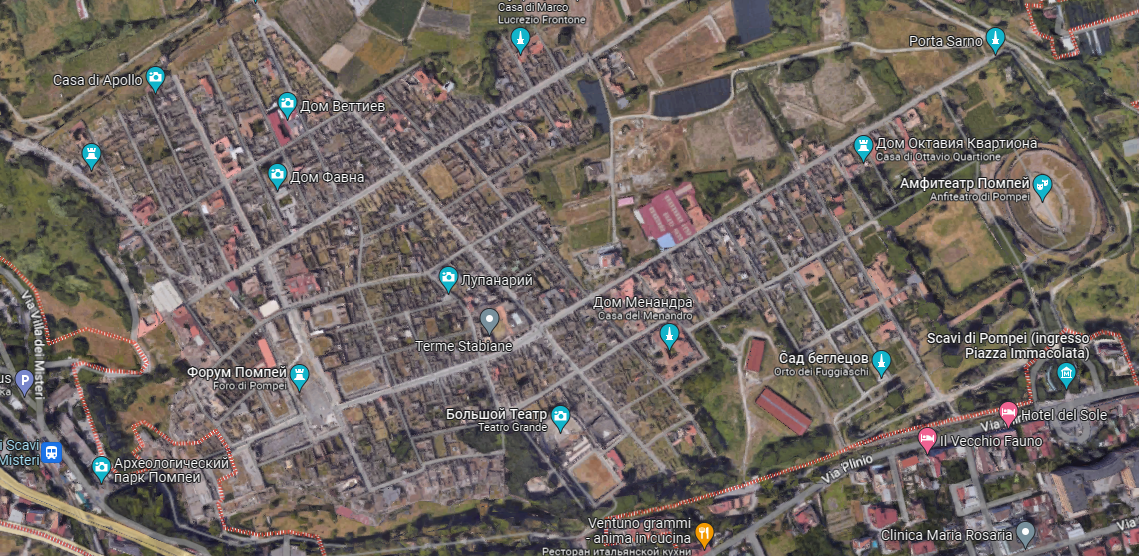 Casa di Marco
Lucrezio Frontone
Porta Sarno
Casa di Apollo
Дом Веттиев
Дом Октавия Квартиона
Casa di Ottavio Quartione
Дом Фавна
Амфитеатр Помпей
Anfiteatro di Pompei
Лупанарий
Via Villa dei Misteri
Дом Менандра
Casa del Menandro
Terme Stabiane
Scavi di Pompei (ingresso
Piazza Immacolata)
Сад беглецов
Orto dei Fuggiaschi
Форум Помпей
Foro di Pompei
P
Большой Театр
Teatro Grande
Hotel del Sole
Via
Il Vecchio Fauno
i Scavi
Misteri
Археологический
парк Помпеи
Via Plinio
Ventuno grammi
- anima in cucina
Ресторан итальянской кухни
Clinica Maria Rosaria
Via